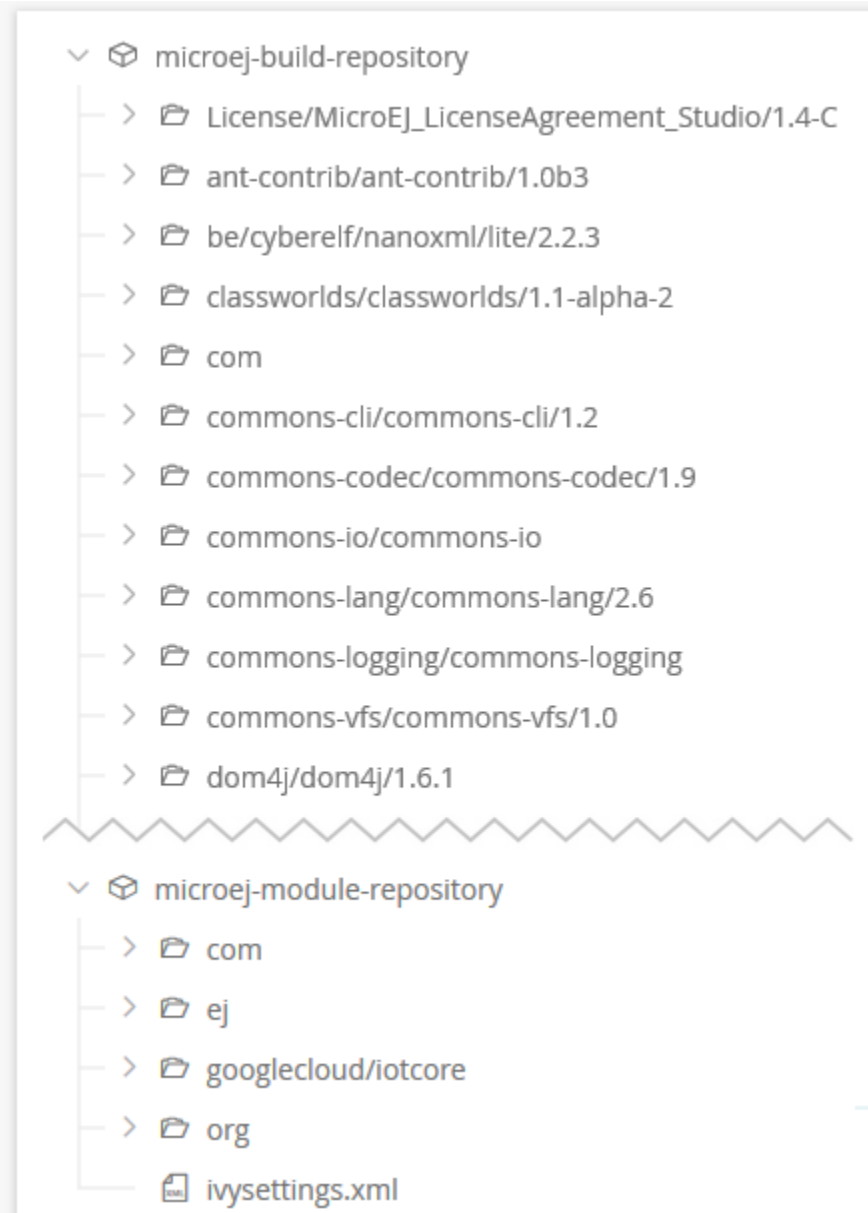 microej-build-repository
License/MicroEJ_LicenseAgreement_Studio/1.4-C
ant-contrib/ant-contrib/1.0b3
be/cyberelf/nanoxml/lite/2.2.3
classworlds/classworlds/1.1-alpha-2
com
commons-cli/commons-cli/1.2
commons-codec/commons-codec/1.9
commons-io/commons-io
commons-lang/commons-lang/2.6
commons-logging/commons-logging
commons-vfs/commons-vfs/1.0
dom4j/dom4j/1.6.1
microej-module-repository
com
ej
googlecloud/iotcore
org
ivysettings.xml